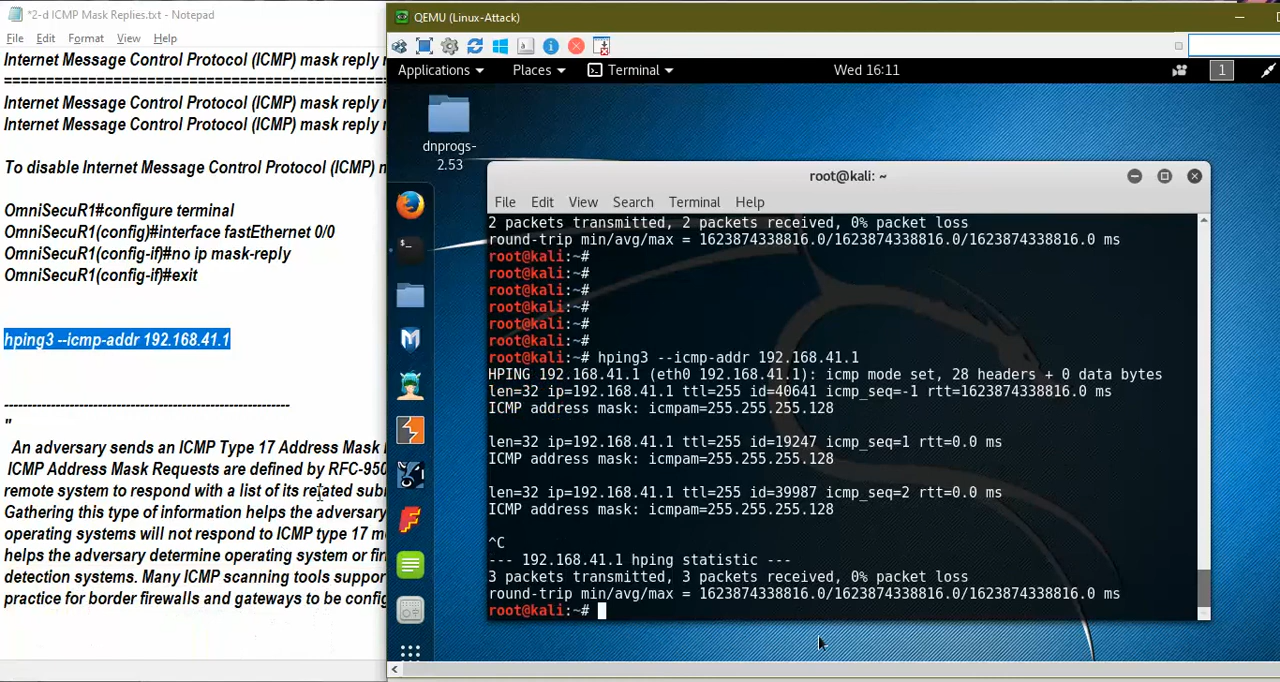 *2-d ICMP Mask Replies.txt - Notepad
File Edit Format View Help
Internet Message Control Protocol (ICMP) mask reply
================================================
Internet Message Control Protocol (ICMP) mask reply
Internet Message Control Protocol (ICMP) mask reply
To disable Internet Message Control Protocol (ICMP)
OmniSecuR1#configure terminal
OmniSecuR1(config)#interface fastEthernet 0/0
OmniSecuR1(config-if)#no ip mask-reply
OmniSecuR1(config-if)#exit
hping3 --icmp-addr 192.168.41.1
------------------------------------------------------------
"
An adversary sends an ICMP Type 17 Address Mask
ICMP Address Mask Requests are defined by RFC-950
remote system to respond with a list of its related
Gathering this type of information helps the adversary
operating systems will not respond to ICMP type 17
helps the adversary determine operating system or
detection systems. Many ICMP scanning tools
practice for border firewalls and gateways to be
QEMU (Linux-Attack)
Applications Places Terminal Wed 16:11 1
dnprogs-
2.53
root@kali: ~
File Edit View Search Terminal Help
2 packets transmitted, 2 packets received, 0% packet loss
round-trip min/avg/max = 1623874338816.0/1623874338816.0/1623874338816.0 ms
root@kali:~#
root@kali:~#
root@kali:~#
root@kali:~#
root@kali:~#
root@kali:~#
root@kali:~# hping3 --icmp-addr 192.168.41.1
HPING 192.168.41.1 (eth0 192.168.41.1): icmp mode set, 28 headers + 0 data bytes
len=32 ip=192.168.41.1 ttl=255 id=40641 icmp_seq=-1 rtt=1623874338816.0 ms
ICMP address mask: icmpam=255.255.255.128
len=32 ip=192.168.41.1 ttl=255 id=19247 icmp_seq=1 rtt=0.0 ms
ICMP address mask: icmpam=255.255.255.128
len=32 ip=192.168.41.1 ttl=255 id=39987 icmp_seq=2 rtt=0.0 ms
ICMP address mask: icmpam=255.255.255.128
^C
--- 192.168.41.1 hping statistic ---
3 packets transmitted, 3 packets received, 0% packet loss
round-trip min/avg/max = 1623874338816.0/1623874338816.0/1623874338816.0 ms
root@kali:~#